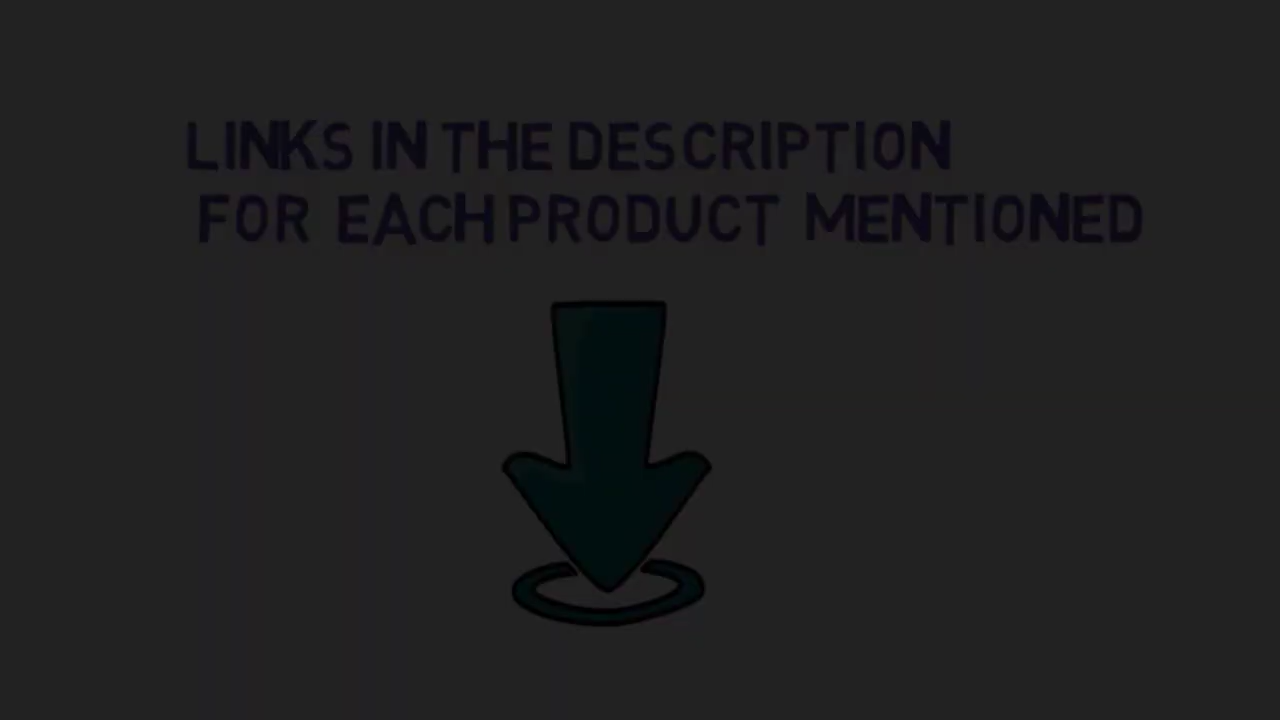 LINKS IN THE DESCRIPTION
FOR EACH PRODUCT MENTIONED